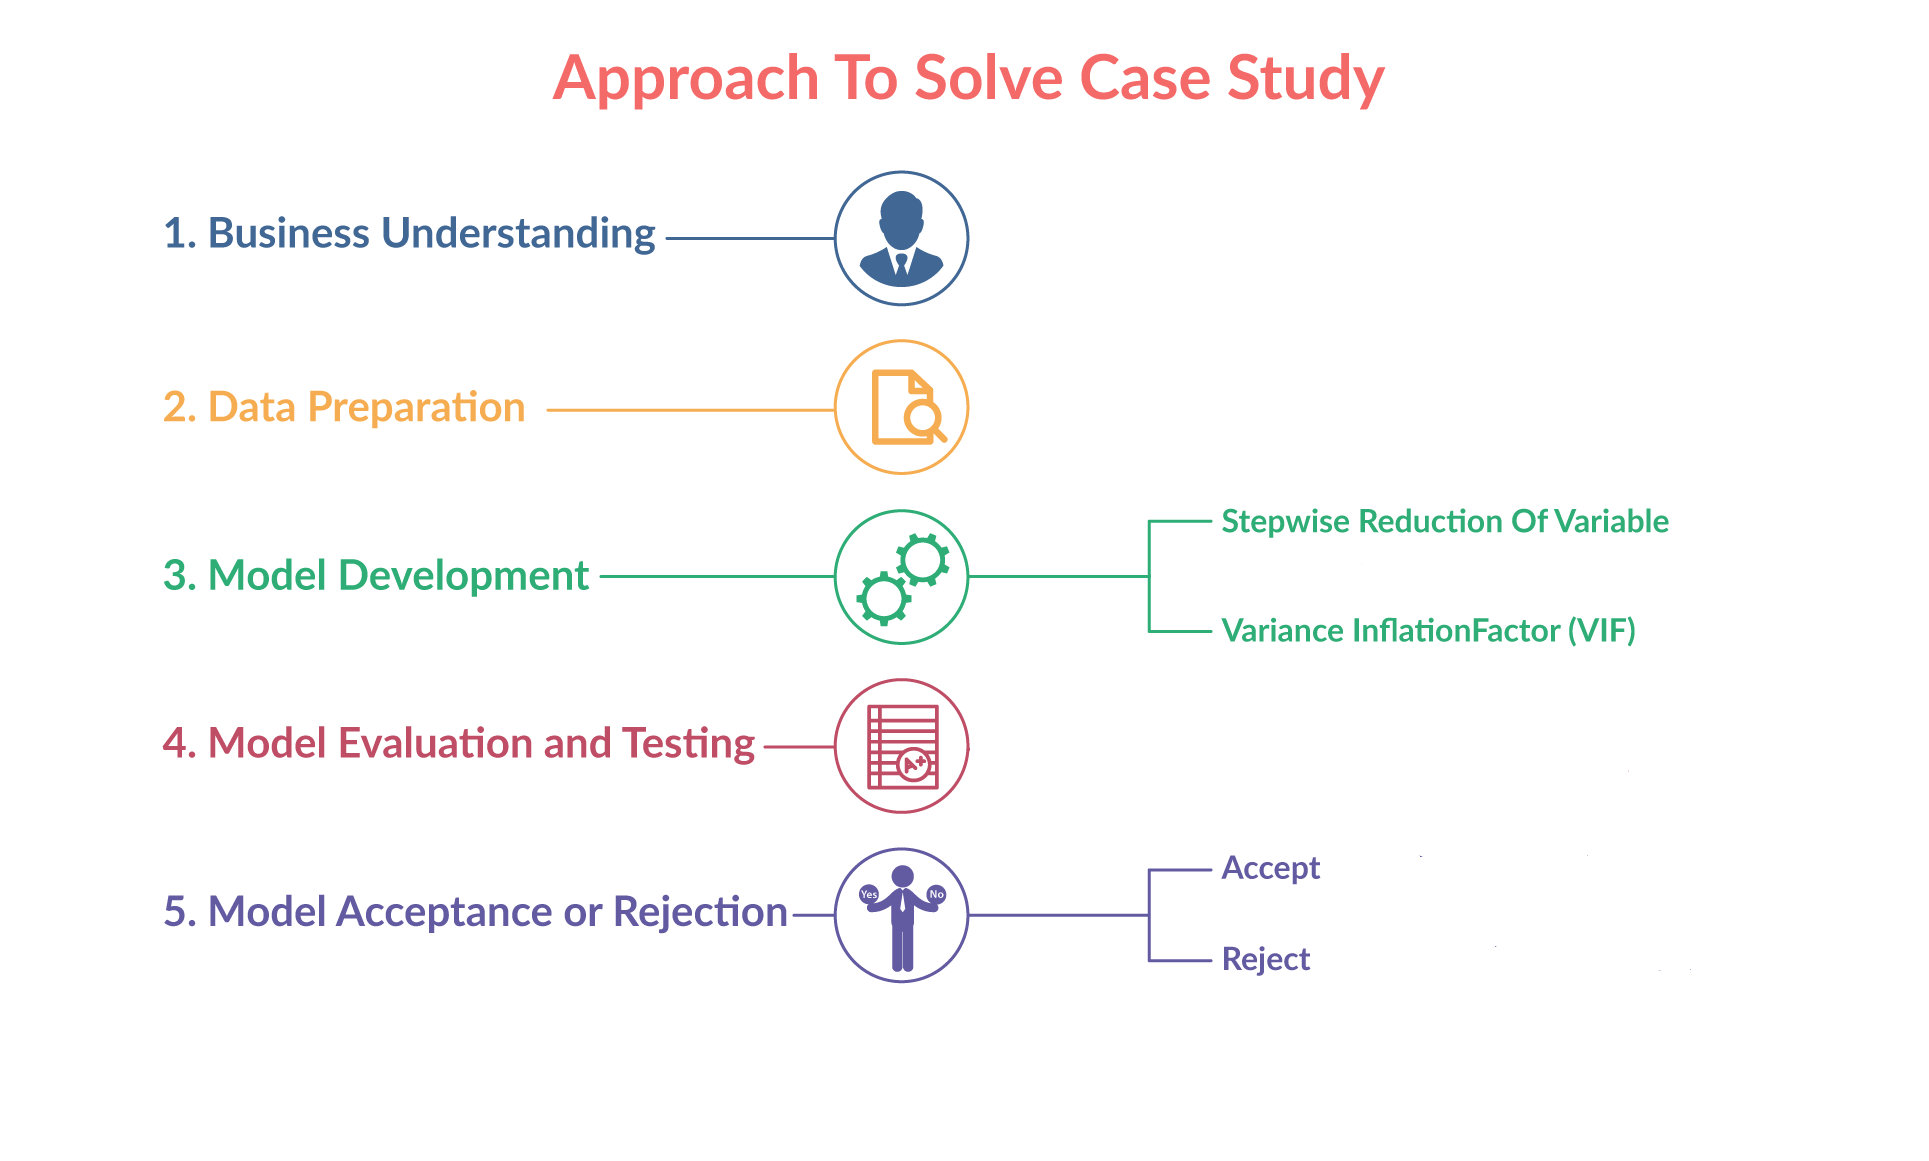 Approach To Solve Case Study
1. Business Understanding
2. Data Preparation
3. Model Development
Stepwise Reduction Of Variable
Variance InflationFactor (VIF)
4. Model Evaluation and Testing
A+
5. Model Acceptance or Rejection
Yes
No
Accept
Reject